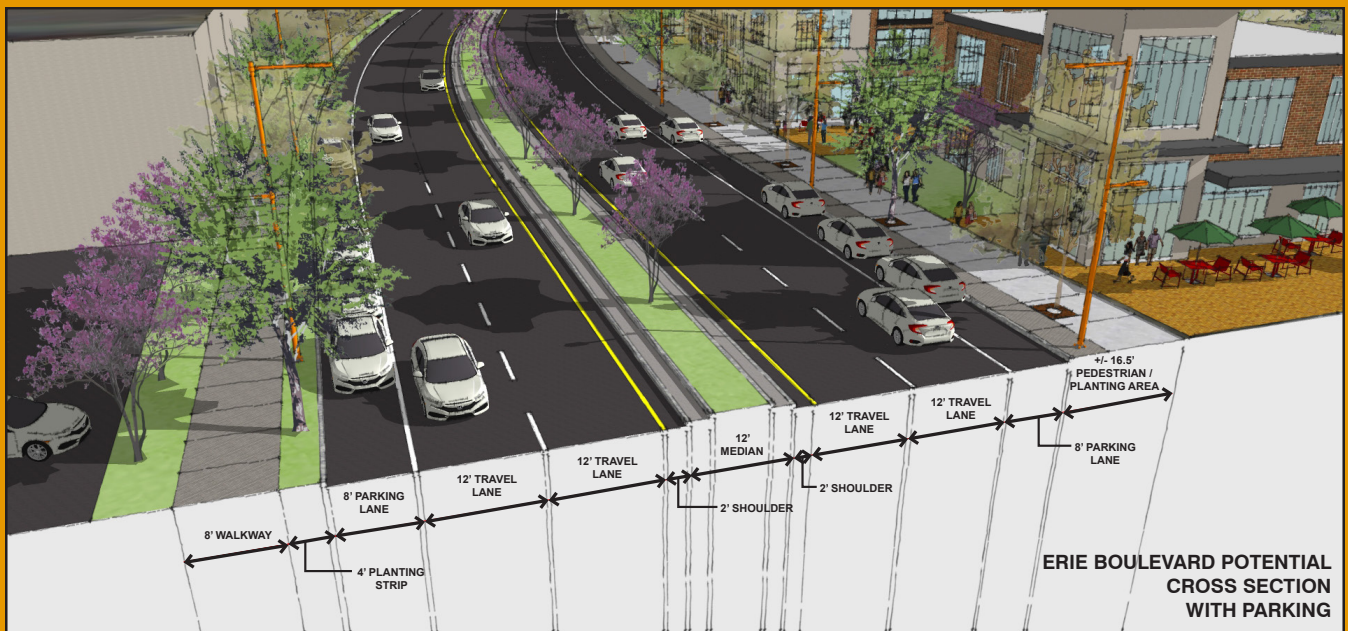 8' WALKWAY
4' PLANTING
STRIP
8' PARKING
LANE
12' TRAVEL
LANE
12' TRAVEL
LANE
2' SHOULDER
12'
MEDIAN
2' SHOULDER
12' TRAVEL
LANE
12' TRAVEL
LANE
8' PARKING
LANE
+/- 16.5'
PEDESTRIAN /
PLANTING AREA
ERIE BOULEVARD POTENTIAL
CROSS SECTION
WITH PARKING